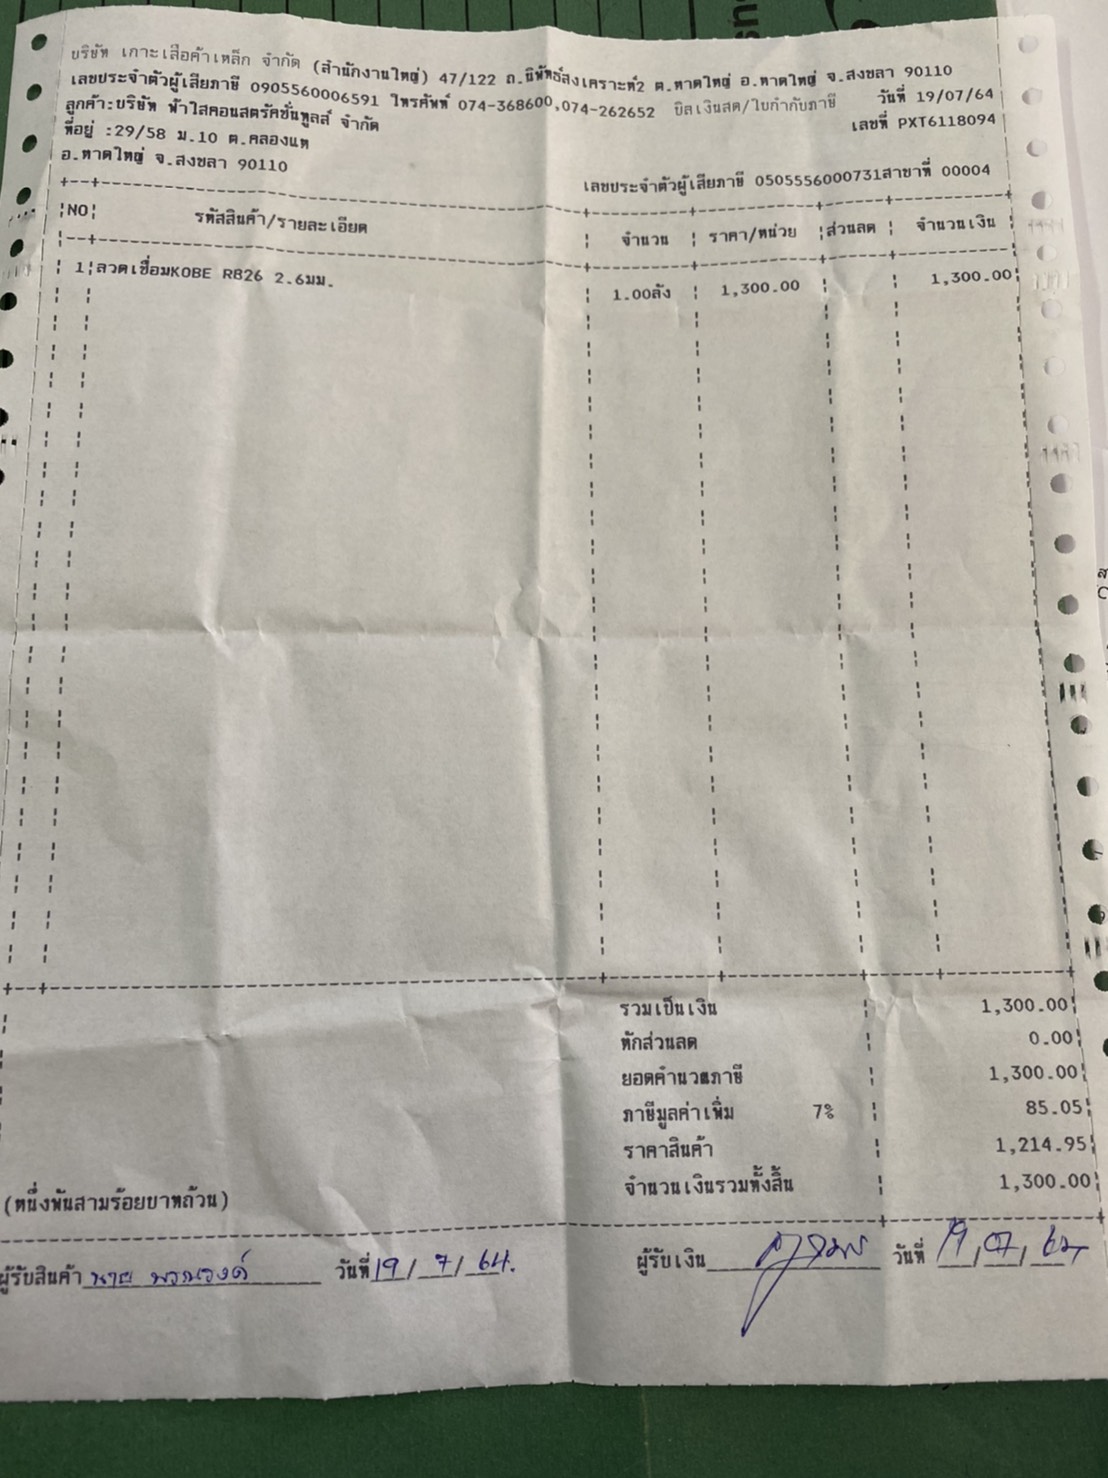 บริษัท เกาะเสือค้าเหล็ก จำกัด (สำนักงานใหญ่) 47/122 ถ.นิพัทธ์สงเคราะห์2 ต.หาดใหญ่ อ.หาดใหญ่ จ.สงขลา 90110
เลขประจำตัวผู้เสียภาษี 0905560006591 โทรศัพท์ 074-368600,074-262652 บิลเงินสด/ใบกำกับภาษี วันที่ 19/07/64
ลูกค้า:บริษัท ฟ้าใสคอนสตรัคชั่นทูลส์ จำกัด เลขที่ PXT6118094
ที่อยู่ :29/58 ม.10 ต.คลองแห
อ.หาดใหญ่ จ.สงขลา 90110
เลขประจำตัวผู้เสียภาษี 0505556000731สาขาที่ 00004
NO รหัสสินค้า/รายละเอียด จำนวน ราคา/หน่วย ส่วนลด จำนวนเงิน
1 ลวดเชื่อมKOBE RB26 2.6มม. 1.00ลัง 1,300.00 1,300.00
รวมเป็นเงิน 1,300.00
หักส่วนลด 0.00
ยอดคำนวณภาษี 1,300.00
ภาษีมูลค่าเพิ่ม 7% 85.05
ราคาสินค้า 1,214.95
(หนึ่งพันสามร้อยบาทถ้วน) จำนวนเงินรวมทั้งสิ้น 1,300.00
ผู้รับสินค้า นาย วันที่ 19/7/64. ผู้รับเงิน วันที่ 19/07/64